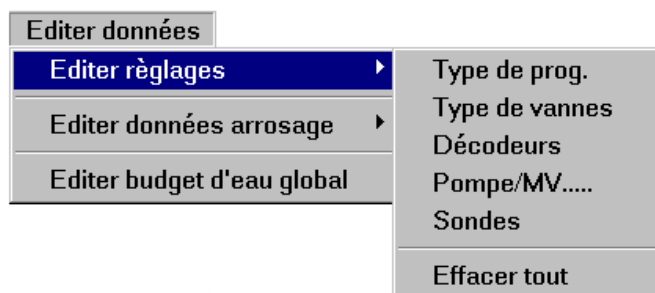 Editer données
Editer règlages
Editer données arrosage
Editer budget d'eau global
Type de prog.
Type de vannes
Décodeurs
Pompe/MV.....
Sondes
Effacer tout